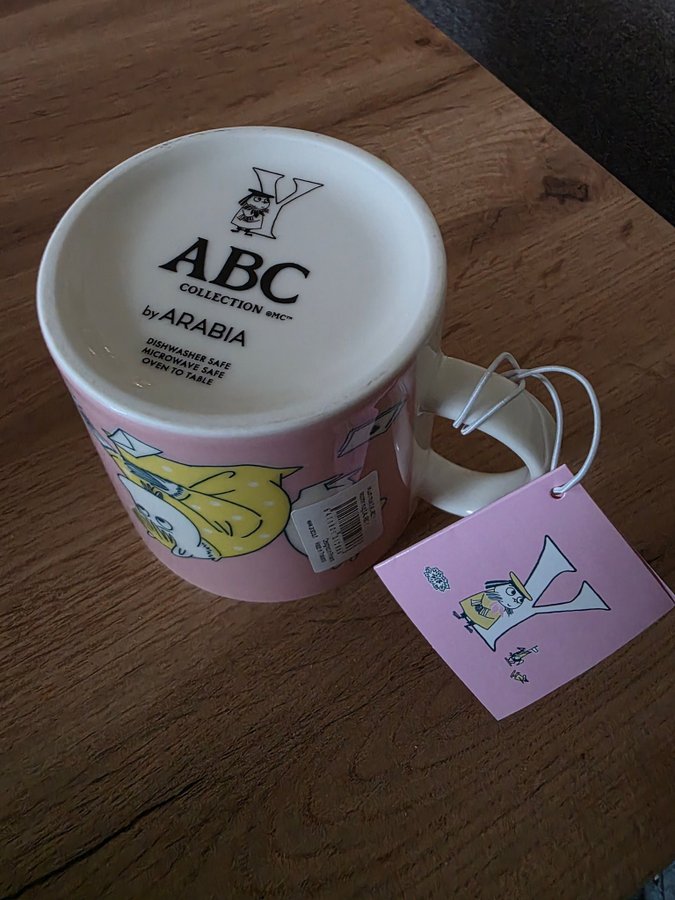 Y
ABC
COLLECTION ©MC™
by ARABIA
DISHWASHER SAFE
MICROWAVE SAFE
OVEN TO TABLE
Y